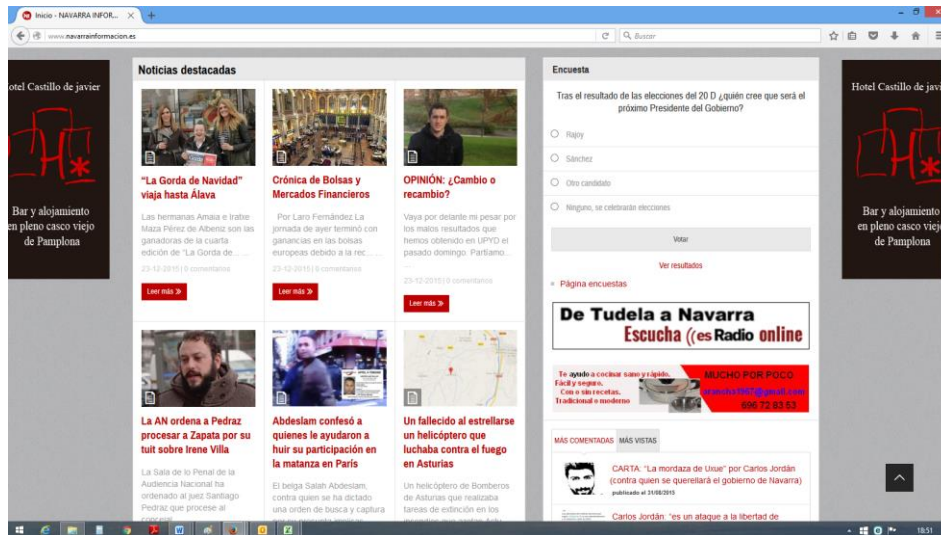 Inicio - NAVARRA INFOR...
www.navarrainformacion.es
Buscar
Hotel Castillo de javier
H*
Bar y alojamiento
en pleno casco viejo
de Pamplona
Noticias destacadas
"La Gorda de Navidad"
viaja hasta Álava
Las hermanas Amaia e Iratxe
Maza Pérez de Albeniz son las
ganadoras de la cuarta
edición de "La Gorda de... ...
23-12-2015 | 0 comentarios
Leer más »
Crónica de Bolsas y
Mercados Financieros
Por Laro Fernández La
jornada de ayer terminó con
ganancias en las bolsas
europeas debido a la rec... ...
23-12-2015 | 0 comentarios
Leer más »
OPINIÓN: ¿Cambio o
recambio?
Vaya por delante mi pesar por
los malos resultados que
hemos obtenido en UPYD el
pasado domingo. Partíamo...
...
23-12-2015 | 0 comentarios
Leer más »
La AN ordena a Pedraz
procesar a Zapata por su
tuit sobre Irene Villa
La Sala de lo Penal de la
Audiencia Nacional ha
ordenado al juez Santiago
Pedraz que procese al
concejal
Abdeslam confesó a
quienes le ayudaron a
huir su participación en
la matanza en París
El belga Salah Abdeslam,
contra quien se ha dictado
una orden de busca y captura
Un fallecido al estrellarse
un helicóptero que
luchaba contra el fuego
en Asturias
Un helicóptero de Bomberos
de Asturias que realizaba
tareas de extinción en los
Encuesta
Tras el resultado de las elecciones del 20 D ¿quién cree que será el
próximo Presidente del Gobierno?
Rajoy
Sánchez
Otro candidato
Ninguno, se celebrarán elecciones
Votar
Ver resultados
Página encuestas
De Tudela a Navarra
Escucha ((es Radio online
Te ayudo a cocinar sano y rápido.
Fácil y seguro.
Con o sin recetas.
Tradicional o moderno
MUCHO POR POCO
arancha1967@gmail.com
696 72 83 53
MÁS COMENTADAS MÁS VISTAS
CARTA: "La mordaza de Uxue" por Carlos Jordán
(contra quien se querellará el gobierno de Navarra)
publicado el 31/08/2015
Carlos Jordán: "es un ataque a la libertad de
Hotel Castillo de javi
H*
Bar y alojamiento
en pleno casco viejo
de Pamplona
18:51